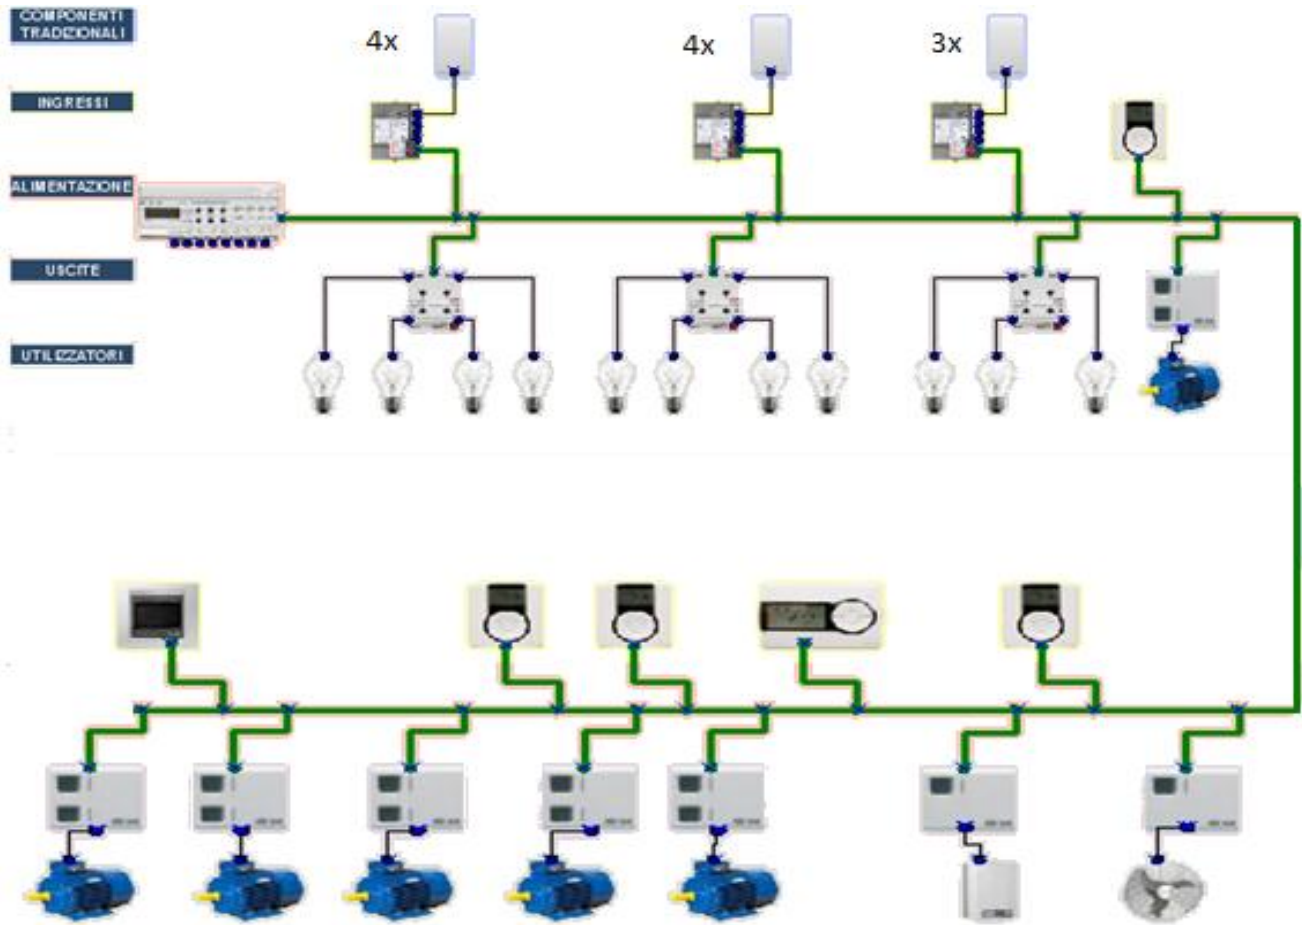 COMPONENTI
TRADIZIONALI
4x
4x
3x
INGRESSI
ALIMENTAZIONE
USCITE
UTILIZZATORI